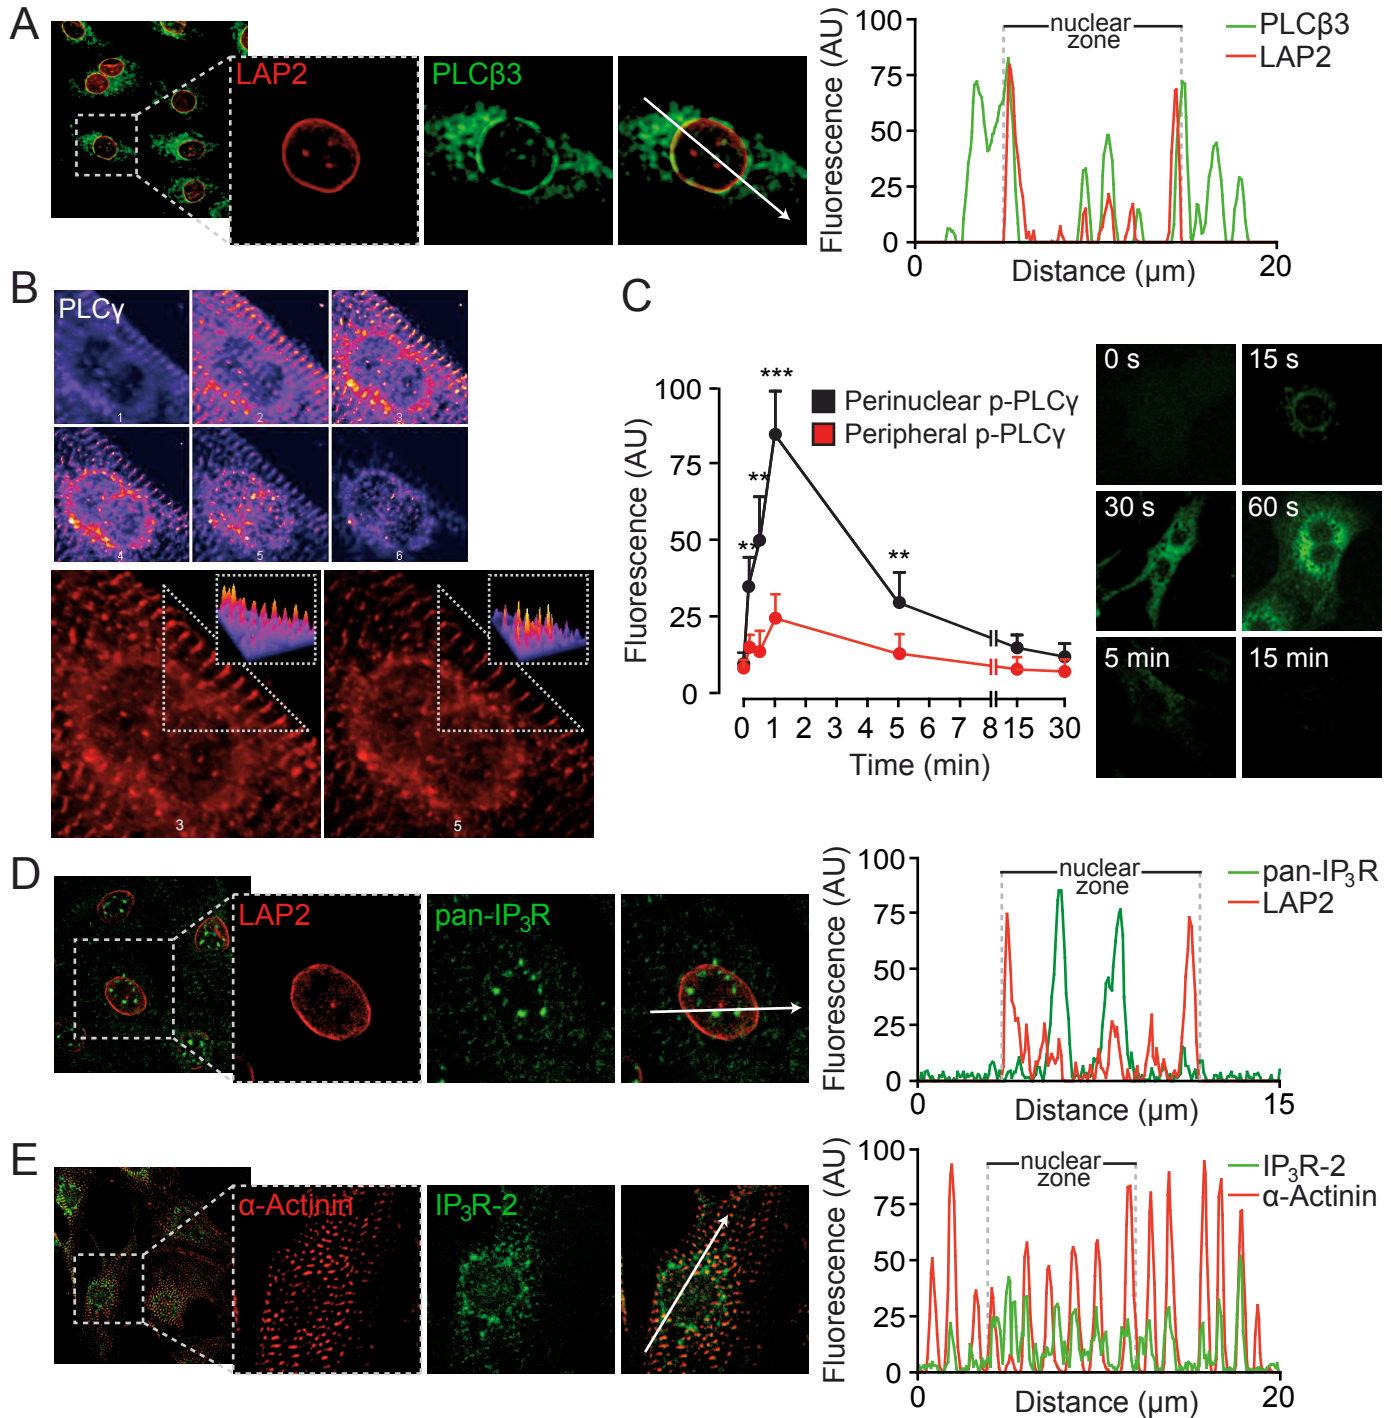 A
LAP2
PLCβ3
Fluorescence (AU)
100
75
50
25
0
nuclear
zone
PLCβ3
LAP2
0
20
Distance (µm)
B
PLCγ
1
2
3
4
5
6
3
5
C
Fluorescence (AU)
100
75
50
25
0
**
**
***
**
Perinuclear p-PLCγ
Peripheral p-PLCγ
0 1 2 3 4 5 6 7 8 15 30
Time (min)
0 s
15 s
30 s
60 s
5 min
15 min
D
LAP2
pan-IP₃R
Fluorescence (AU)
100
75
50
25
0
nuclear
zone
pan-IP₃R
LAP2
0
15
Distance (µm)
E
α-Actinin
IP₃R-2
Fluorescence (AU)
100
75
50
25
0
nuclear
zone
IP₃R-2
α-Actinin
0
20
Distance (µm)